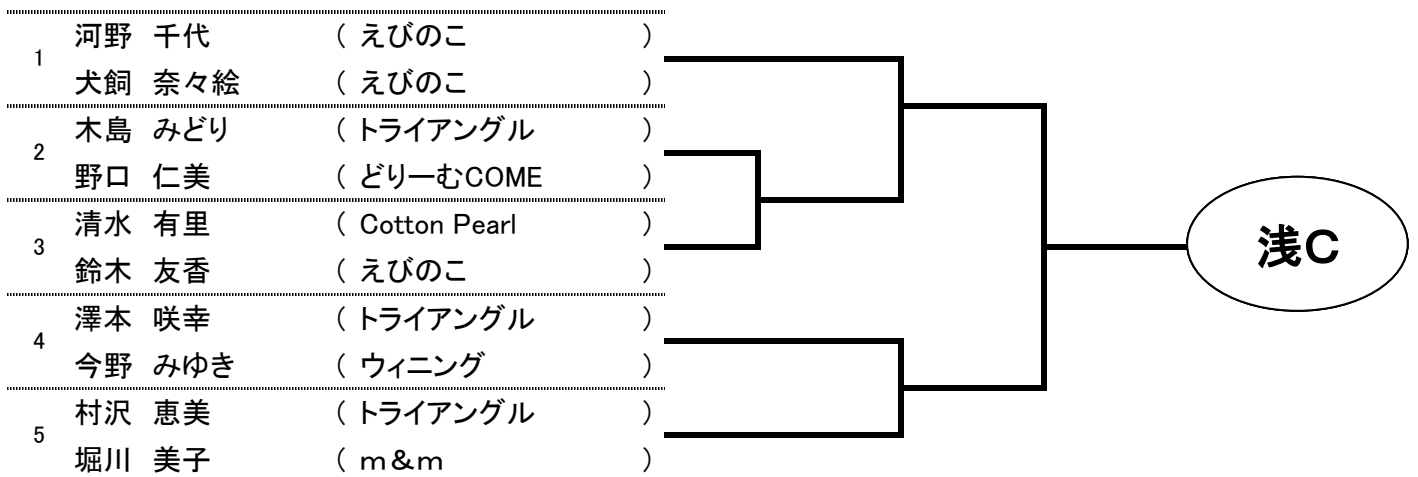 1
河野 千代 ( えびのこ )
犬飼 奈々絵 ( えびのこ )
2
木島 みどり ( トライアングル )
野口 仁美 ( どりーむCOME )
3
清水 有里 ( Cotton Pearl )
鈴木 友香 ( えびのこ )
4
澤本 咲幸 ( トライアングル )
今野 みゆき ( ウィニング )
5
村沢 恵美 ( トライアングル )
堀川 美子 ( m&m )
浅C